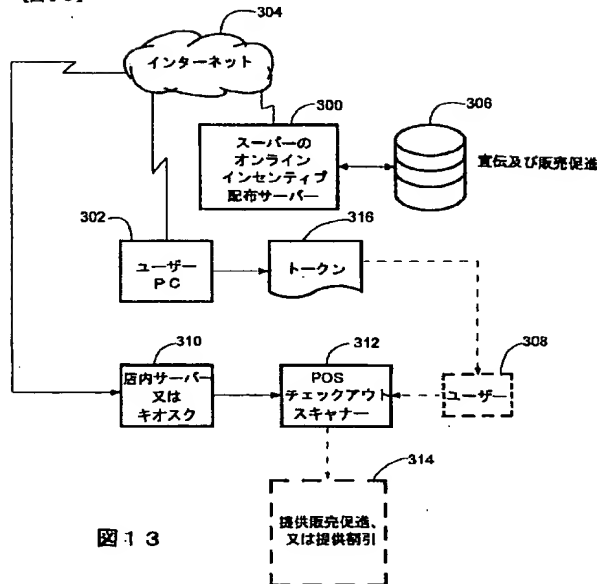 304
インターネット
300
306
スーパーの
オンライン
インセンティブ
配布サーバー
宣伝及び販売促進
302
316
ユーザー
PC
トークン
310
312
308
店内サーバー
又は
キオスク
POS
チェックアウト
スキャナー
ユーザー
314
提供販売促進、
又は提供割引
図13